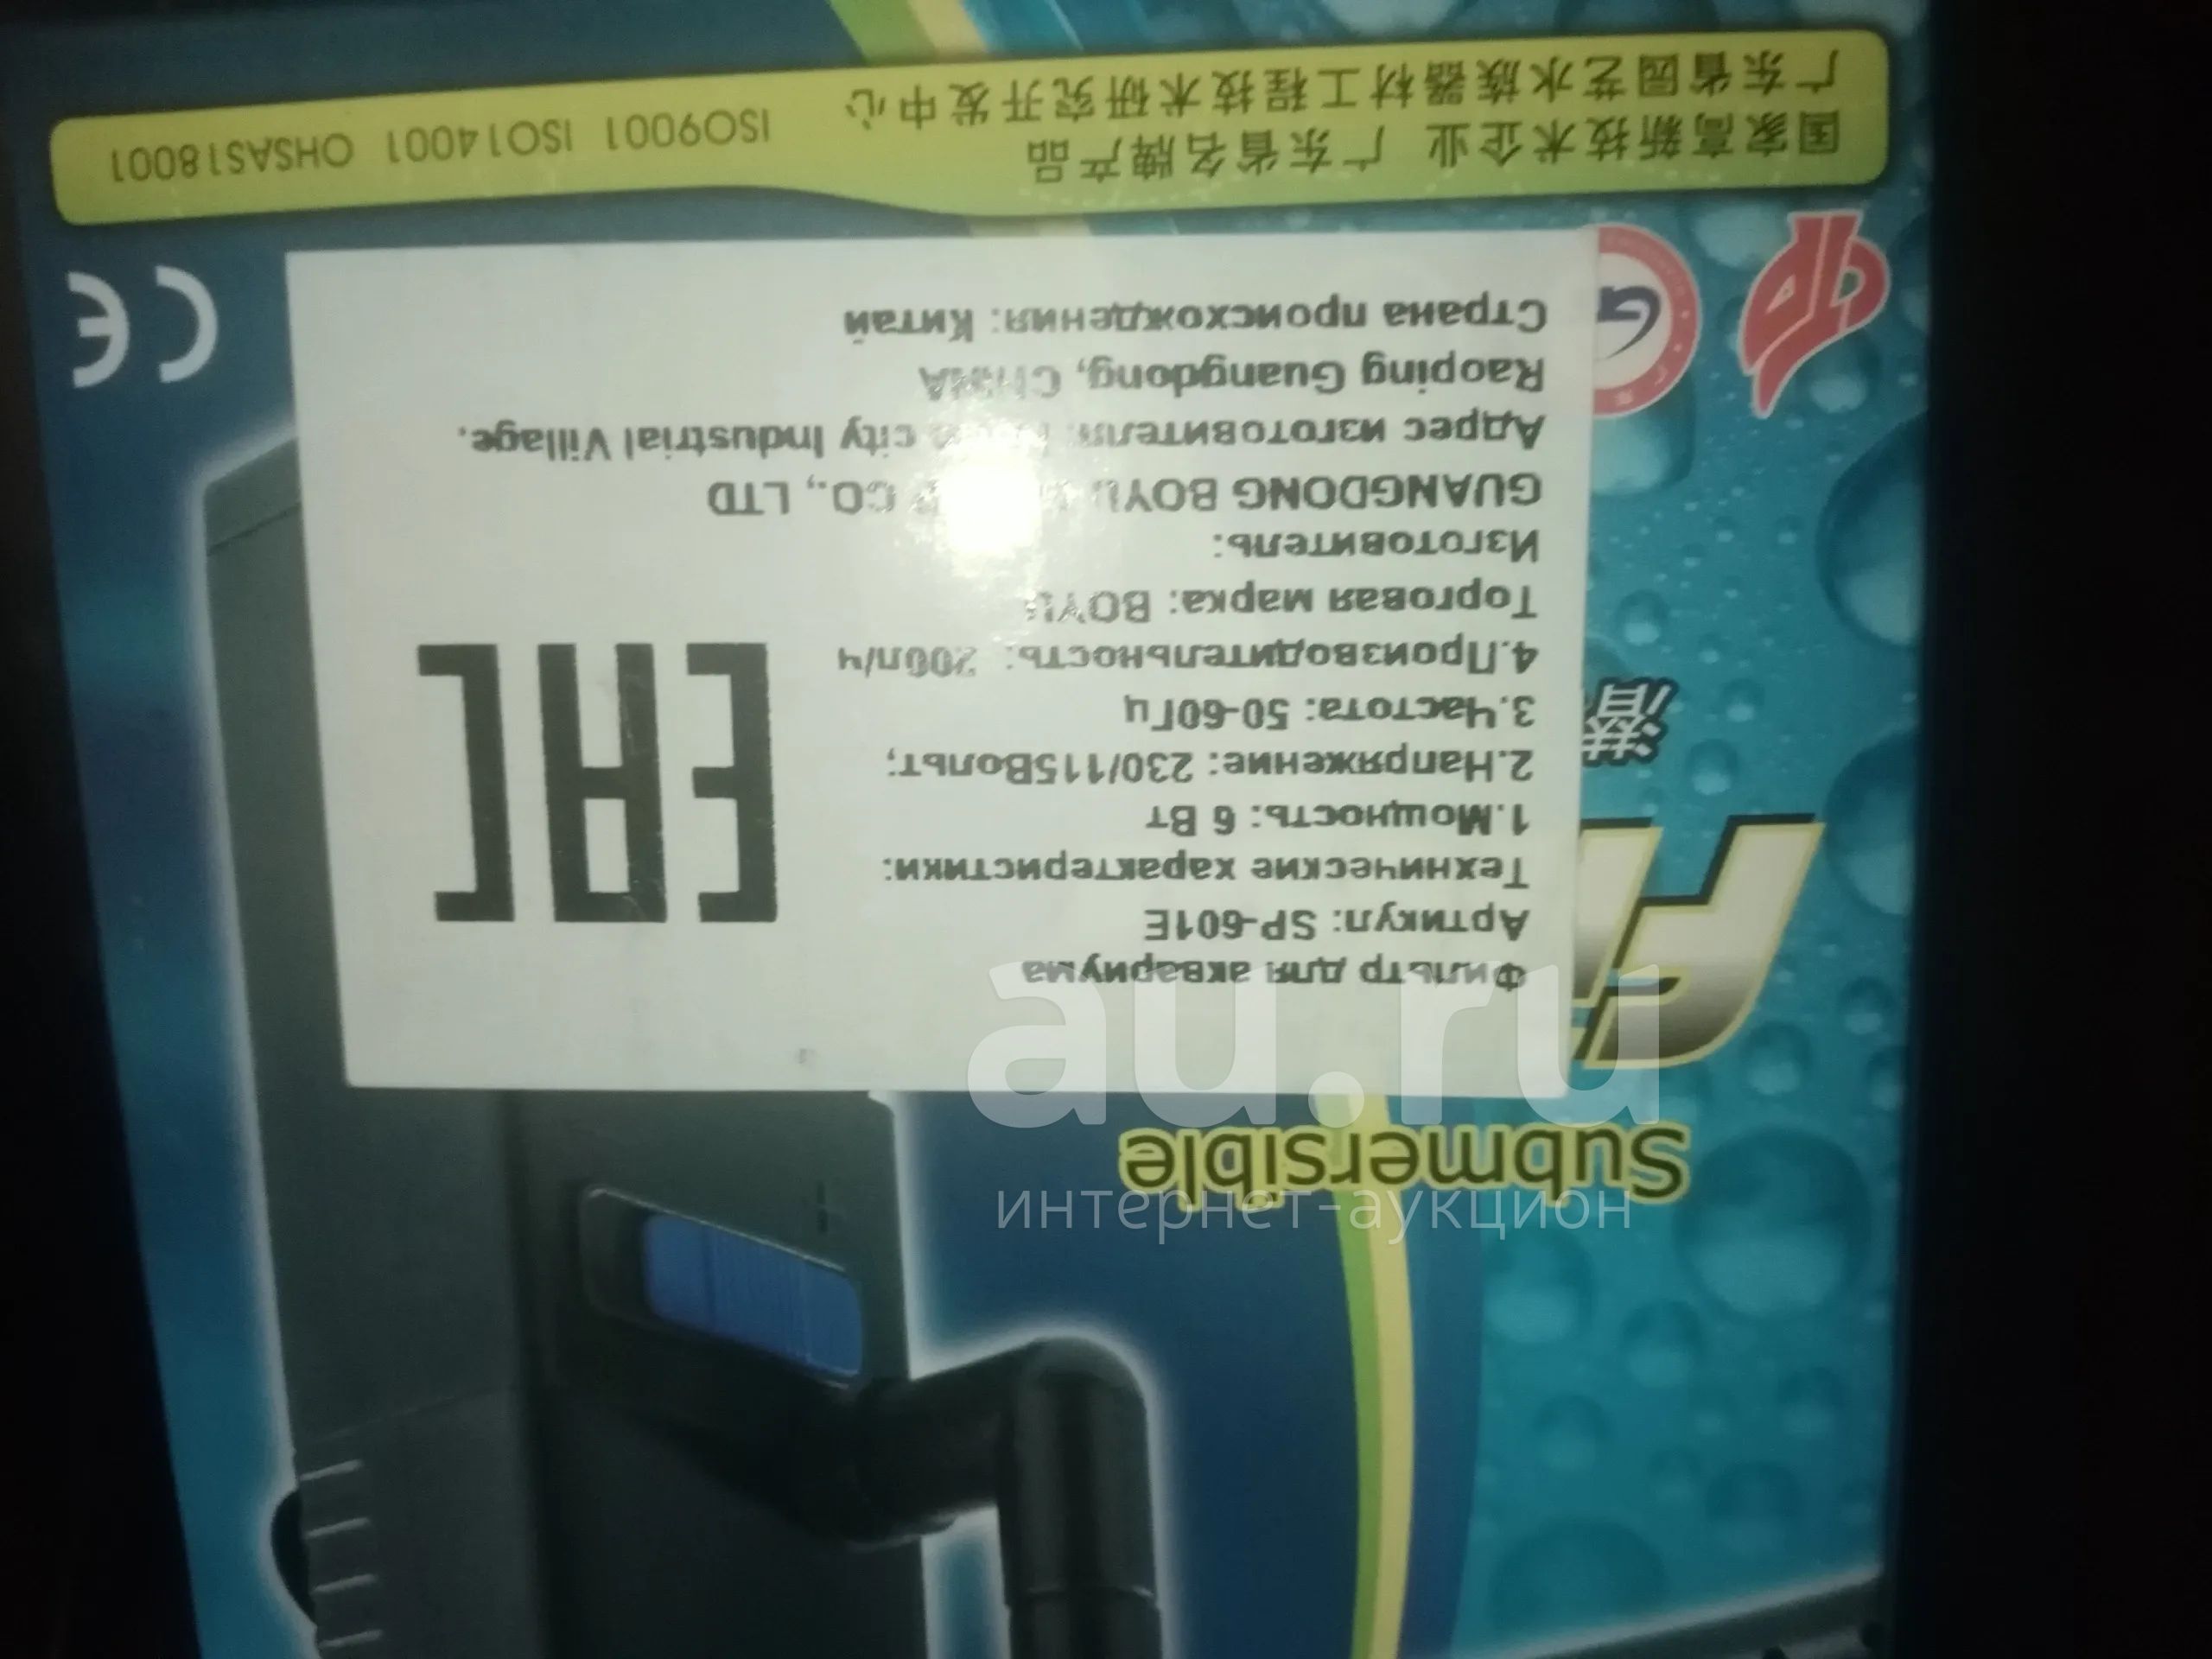 Submersible
Фильтр для аквариума
Артикул: SP-601E
Технические характеристики:
1.Мощность: 6 Вт
2.Напряжение: 230/115Вольт;
3.Частота: 50-60Гц
4.Производительность: 200л/ч
Торговая марка: BOYU
Изготовитель:
GUANGDONG BOYU CO., LTD
Адрес изготовителя: city Industrial Village.
Raoping Guangdong, CHINA
Страна происхождения: Китай
EAC
CE
国家高新技术企业 广东省名牌产品
广东省园艺水族器材工程技术研究开发中心
ISO9001 ISO14001 OHSAS18001
au.ru
интернет-аукцион